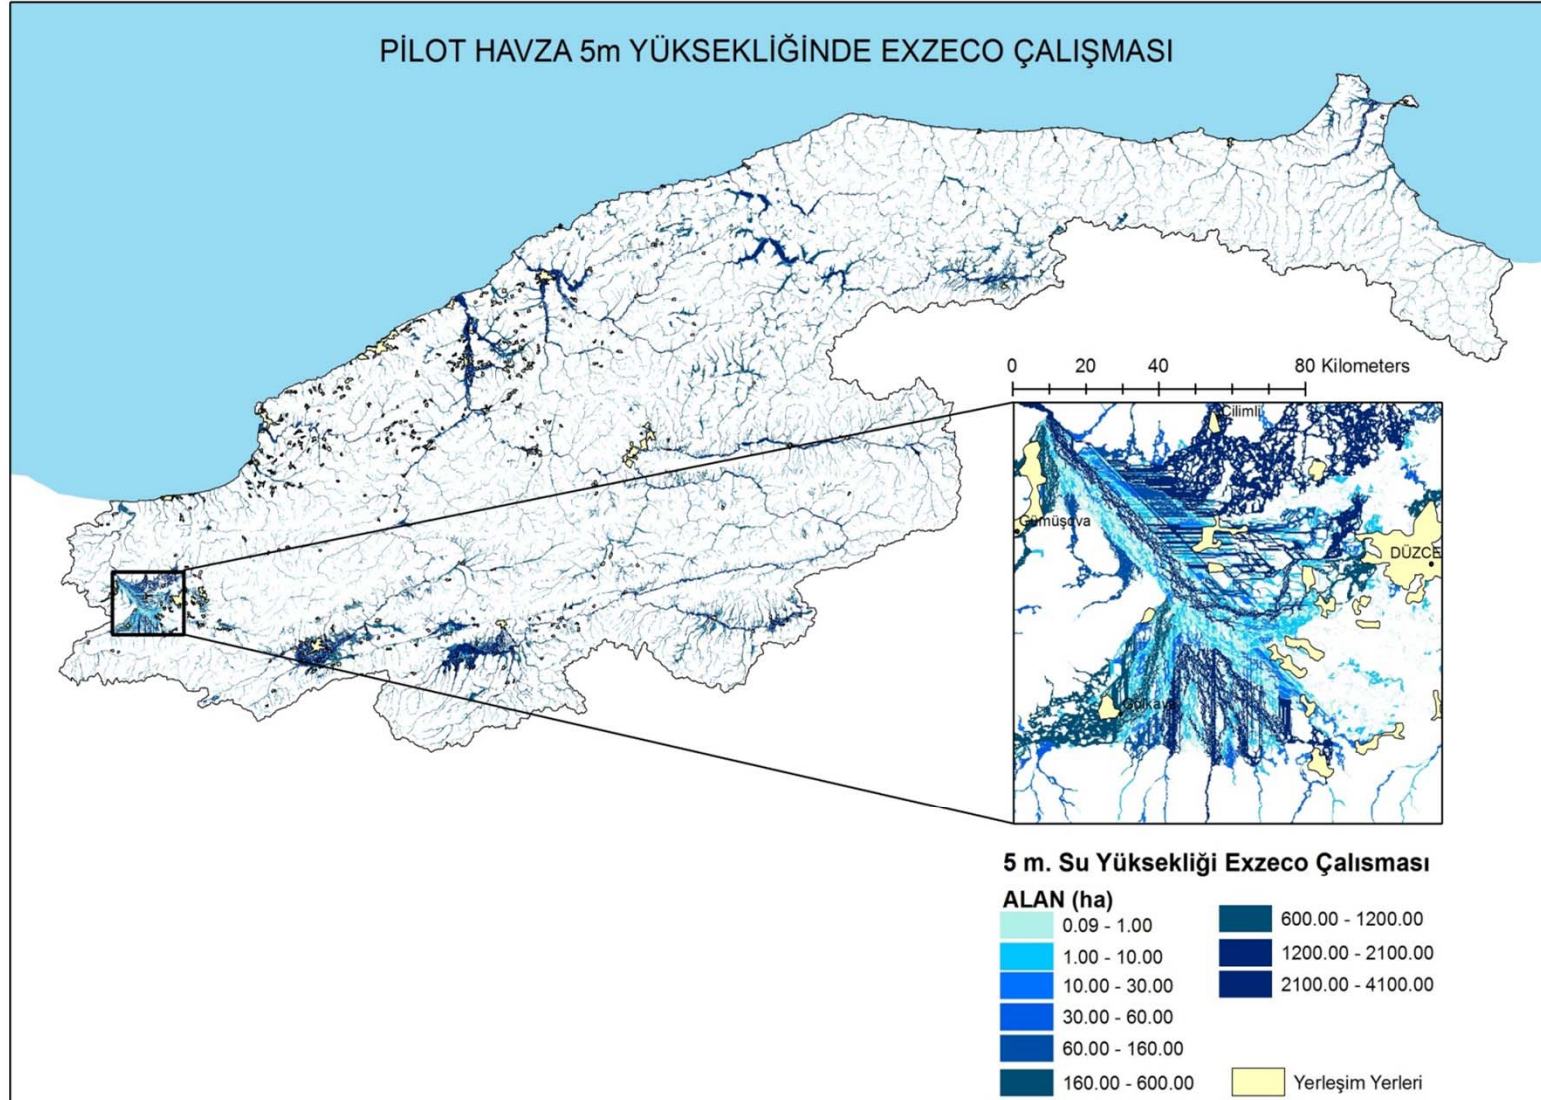 PİLOT HAVZA 5m YÜKSEKLİĞİNDE EXZECO ÇALIŞMASI
0 20 40 80 Kilometers
Cilimli
Gümüşova
DÜZCE
Gölkaya
5 m. Su Yüksekliği Exzeco Çalısması
ALAN (ha)
0.09 - 1.00
1.00 - 10.00
10.00 - 30.00
30.00 - 60.00
60.00 - 160.00
160.00 - 600.00
600.00 - 1200.00
1200.00 - 2100.00
2100.00 - 4100.00
Yerleşim Yerleri